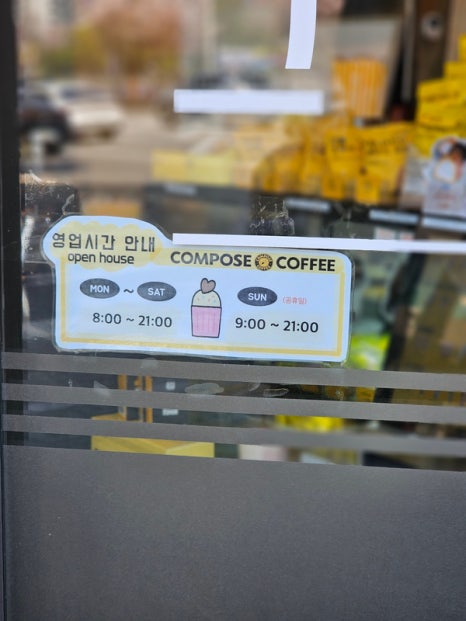 영업시간 안내
open house
COMPOSE COFFEE
MON ~ SAT
8:00 ~ 21:00
SUN (공휴일)
9:00 ~ 21:00